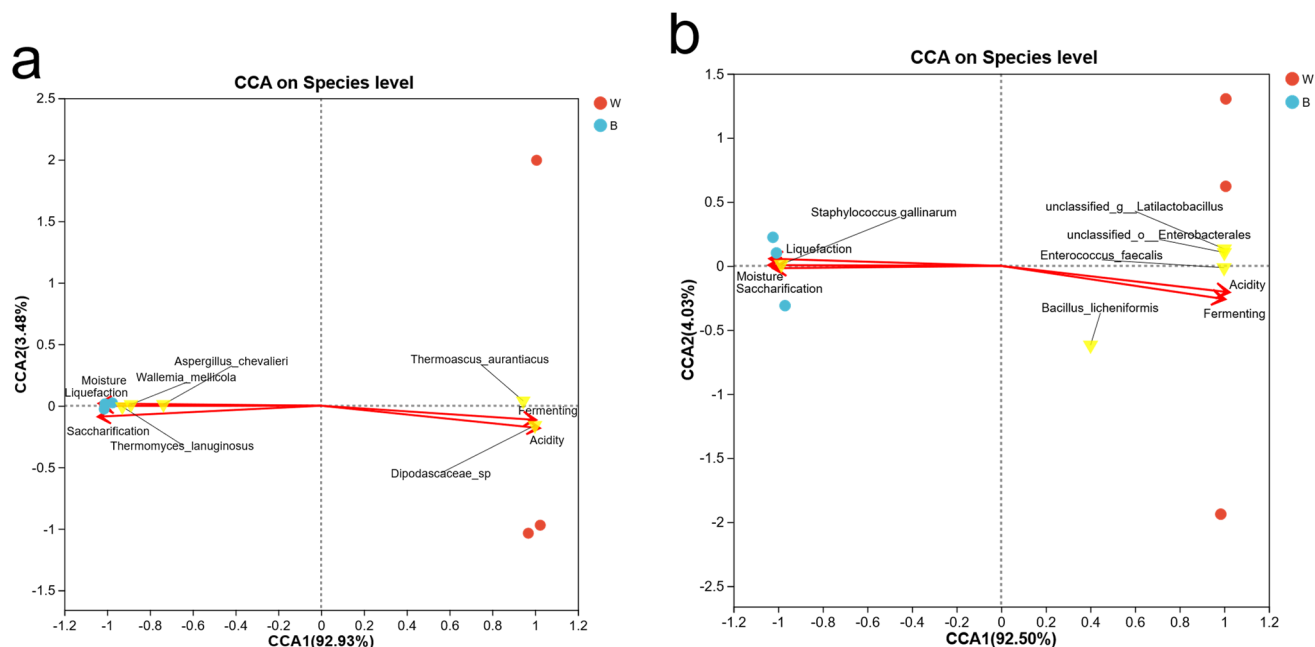 a
CCA on Species level
W
B
2.5
2
1.5
1
0.5
0
-0.5
-1
-1.5
CCA2(3.48%)
Aspergillus_chevalieri
Moisture
Wallemia_mellicola
Liquefaction
Saccharification
Thermomyces_lanuginosus
Thermoascus_aurantiacus
Fermenting
Acidity
Dipodascaceae_sp
-1.2 -1 -0.8 -0.6 -0.4 -0.2 0 0.2 0.4 0.6 0.8 1 1.2
CCA1(92.93%)
b
CCA on Species level
W
B
1.5
1
0.5
0
-0.5
-1
-1.5
-2
-2.5
CCA2(4.03%)
Staphylococcus_gallinarum
Liquefaction
Moisture
Saccharification
unclassified_g__Latilactobacillus
unclassified_o__Enterobacterales
Enterococcus_faecalis
Acidity
Fermenting
Bacillus_licheniformis
-1.2 -1 -0.8 -0.6 -0.4 -0.2 0 0.2 0.4 0.6 0.8 1 1.2
CCA1(92.50%)